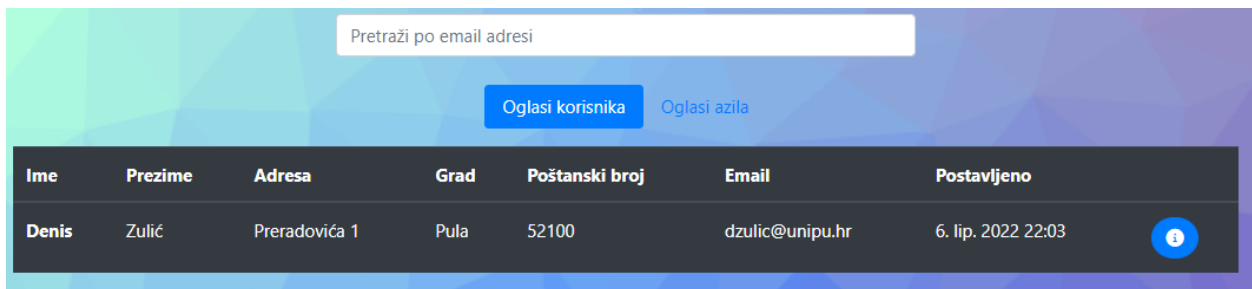 Pretraži po email adresi
Oglasi korisnika Oglasi azila
Ime Prezime Adresa Grad Poštanski broj Email Postavljeno
Denis Zulić Preradovića 1 Pula 52100 dzulic@unipu.hr 6. lip. 2022 22:03